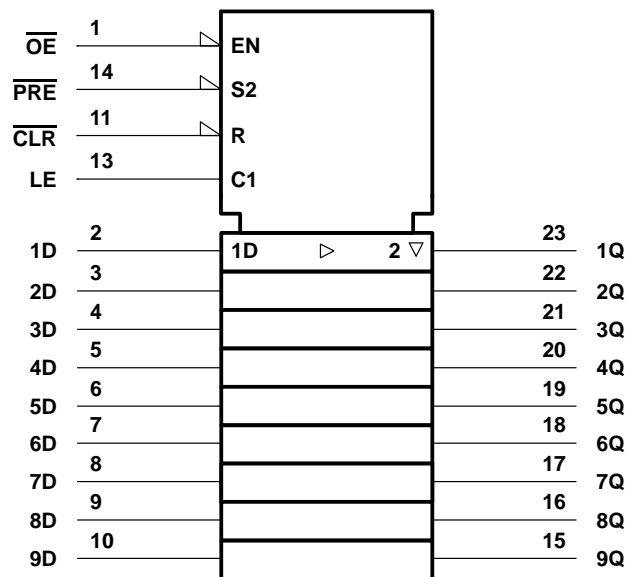 1
OE EN
14
PRE S2
11
CLR R
13
LE C1
2 23
1D 1D 2 1Q
3 22
2D 2Q
4 21
3D 3Q
5 20
4D 4Q
6 19
5D 5Q
7 18
6D 6Q
8 17
7D 7Q
9 16
8D 8Q
10 15
9D 9Q